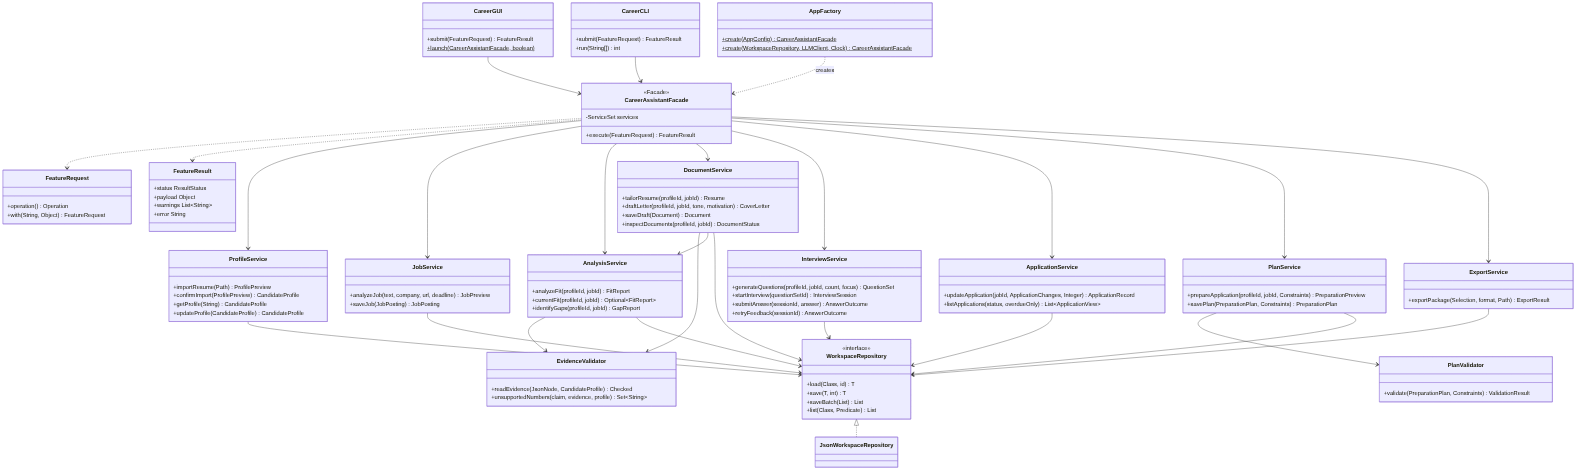 CareerGUI
+submit(FeatureRequest) : FeatureResult
+launch(CareerAssistantFacade, boolean)
CareerCLI
+submit(FeatureRequest) : FeatureResult
+run(String[]) : int
AppFactory
+create(AppConfig) : CareerAssistantFacade
+create(WorkspaceRepository, LLMClient, Clock) : CareerAssistantFacade
creates
«Facade»
CareerAssistantFacade
-ServiceSet services
+execute(FeatureRequest) : FeatureResult
FeatureRequest
+operation() : Operation
+with(String, Object) : FeatureRequest
FeatureResult
+status ResultStatus
+payload Object
+warnings List<String>
+error String
DocumentService
+tailorResume(profileId, jobId) : Resume
+draftLetter(profileId, jobId, tone, motivation) : CoverLetter
+saveDraft(Document) : Document
+inspectDocuments(profileId, jobId) : DocumentStatus
ProfileService
+importResume(Path) : ProfilePreview
+confirmImport(ProfilePreview) : CandidateProfile
+getProfile(String) : CandidateProfile
+updateProfile(CandidateProfile) : CandidateProfile
JobService
+analyzeJob(text, company, url, deadline) : JobPreview
+saveJob(JobPosting) : JobPosting
AnalysisService
+analyzeFit(profileId, jobId) : FitReport
+currentFit(profileId, jobId) : Optional<FitReport>
+identifyGaps(profileId, jobId) : GapReport
InterviewService
+generateQuestions(profileId, jobId, count, focus) : QuestionSet
+startInterview(questionSetId) : InterviewSession
+submitAnswer(sessionId, answer) : AnswerOutcome
+retryFeedback(sessionId) : AnswerOutcome
ApplicationService
+updateApplication(jobId, ApplicationChanges, Integer) : ApplicationRecord
+listApplications(status, overdueOnly) : List<ApplicationView>
PlanService
+prepareApplication(profileId, jobId, Constraints) : PreparationPreview
+savePlan(PreparationPlan, Constraints) : PreparationPlan
ExportService
+exportPackage(Selection, format, Path) : ExportResult
EvidenceValidator
+readEvidence(JsonNode, CandidateProfile) : Checked
+unsupportedNumbers(claim, evidence, profile) : Set<String>
«interface»
WorkspaceRepository
+load(Class, id) : T
+save(T, int) : T
+saveBatch(List) : List
+list(Class, Predicate) : List
PlanValidator
+validate(PreparationPlan, Constraints) : ValidationResult
JsonWorkspaceRepository